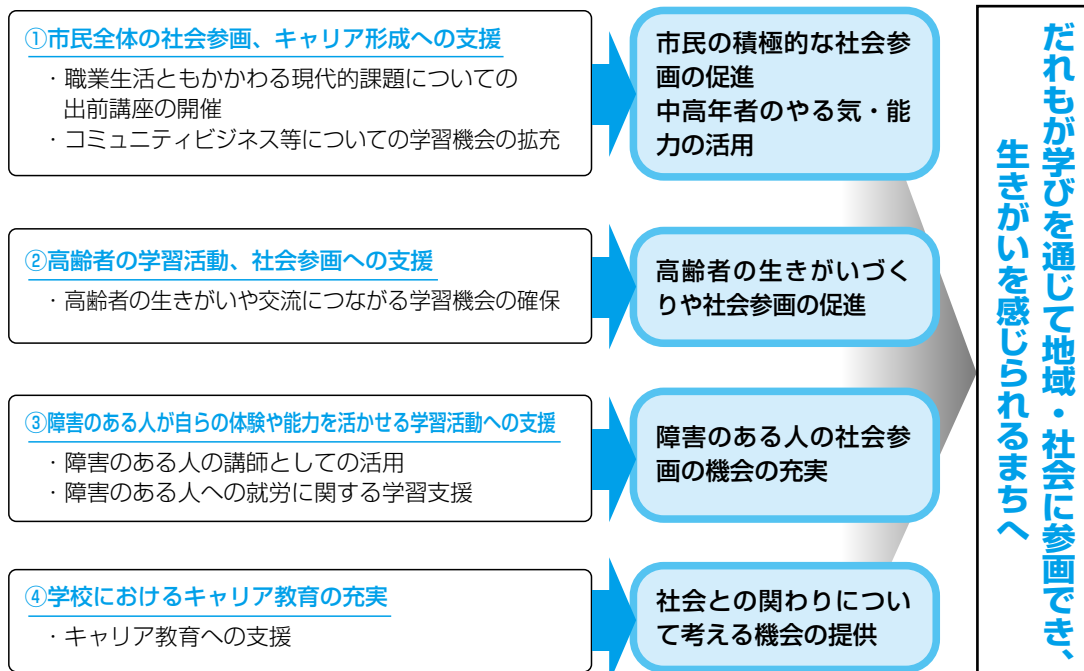 ①市民全体の社会参画、キャリア形成への支援
・職業生活ともかかわる現代的課題についての
出前講座の開催
・コミュニティビジネス等についての学習機会の拡充
市民の積極的な社会参
画の促進
中高年者のやる気・能
力の活用
②高齢者の学習活動、社会参画への支援
・高齢者の生きがいや交流につながる学習機会の確保
高齢者の生きがいづく
りや社会参画の促進
③障害のある人が自らの体験や能力を活かせる学習活動への支援
・障害のある人の講師としての活用
・障害のある人への就労に関する学習支援
障害のある人の社会参
画の機会の充実
④学校におけるキャリア教育の充実
・キャリア教育への支援
社会との関わりについ
て考える機会の提供
だれもが学びを通じて地域・社会に参画でき、
生きがいを感じられるまちへ